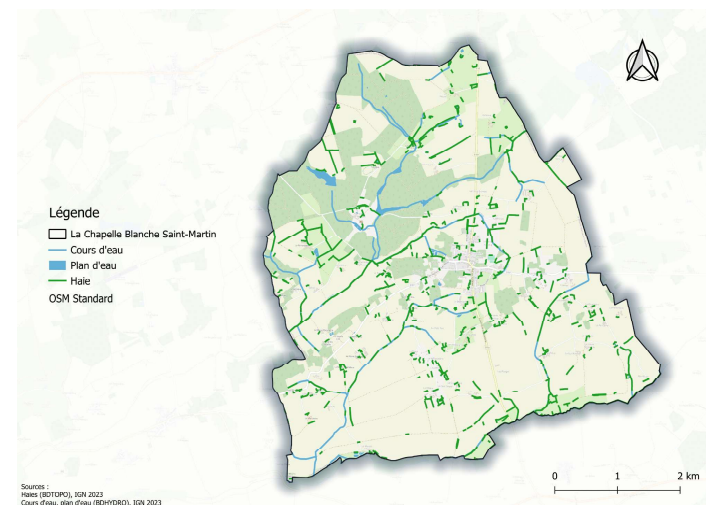 Légende
La Chapelle Blanche Saint-Martin
Cours d'eau
Plan d'eau
Haie
OSM Standard
0 1 2 km
Sources :
Haies (BDTOPO), IGN 2023
Cours d'eau, plan d'eau (BDHYDRO), IGN 2023